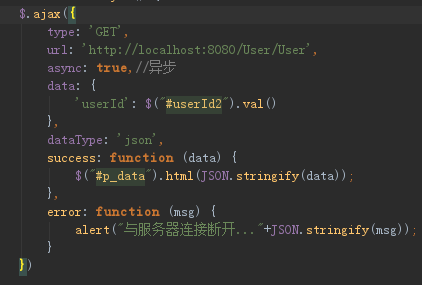 $.ajax({
type: 'GET',
url: 'http://localhost:8080/User/User',
async: true,//异步
data: {
'userId': $("#userId2").val()
},
dataType: 'json',
success: function (data) {
$("#p_data").html(JSON.stringify(data));
},
error: function (msg) {
alert("与服务器连接断开..."+JSON.stringify(msg));
}
})